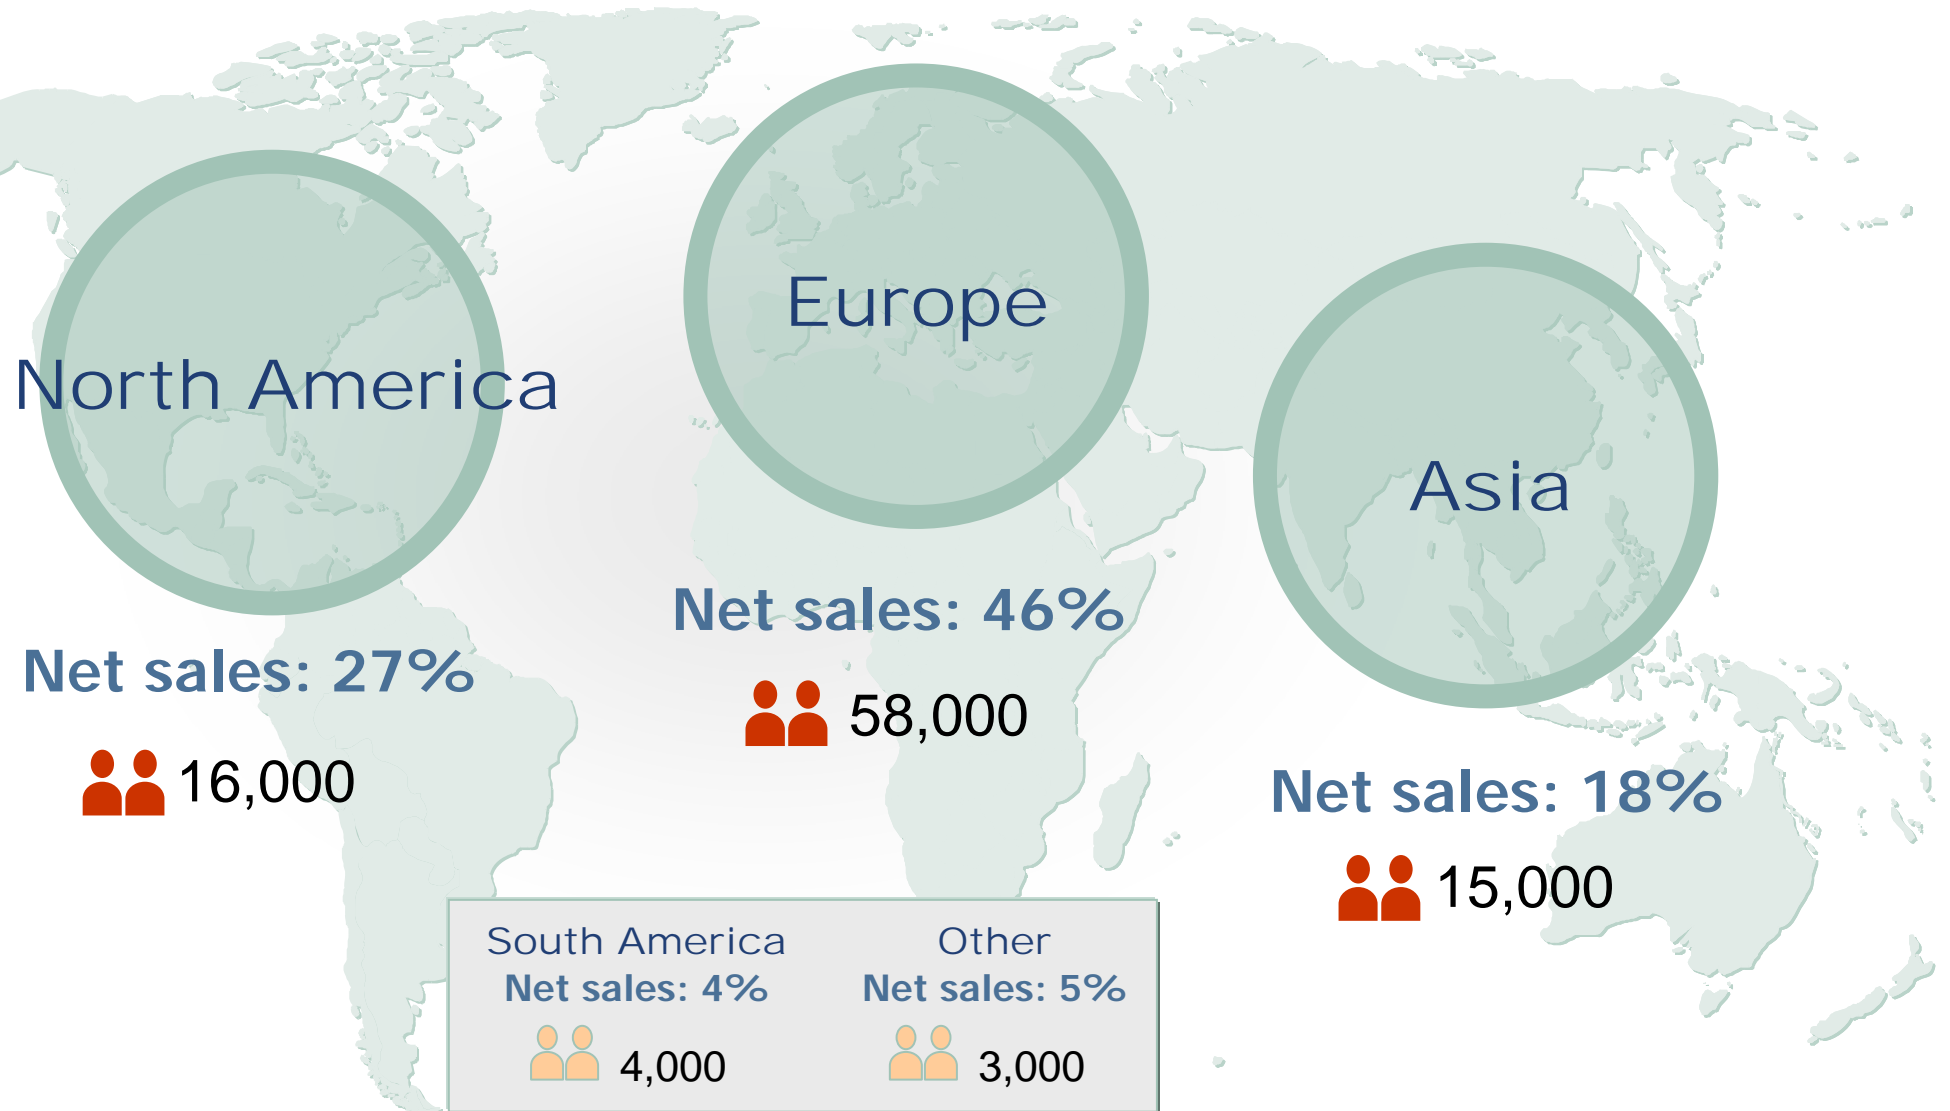 North America
Net sales: 27%
16,000
Europe
Net sales: 46%
58,000
Asia
Net sales: 18%
15,000
South America
Net sales: 4%
4,000
Other
Net sales: 5%
3,000